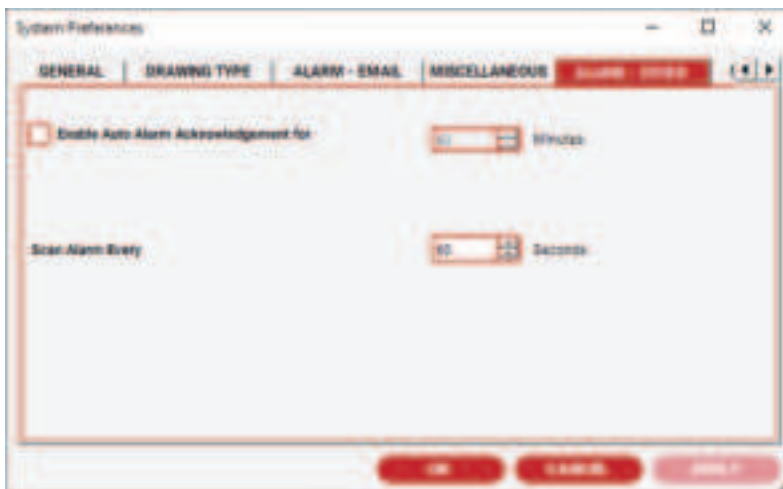 System Preferences
GENERAL DRAWING TYPE ALARM - EMAIL MISCELLANEOUS ALARM -
Enable Auto Alarm Acknowledgement for Minutes
Scan Alarm Every 60 Seconds
OK CANCEL APPLY